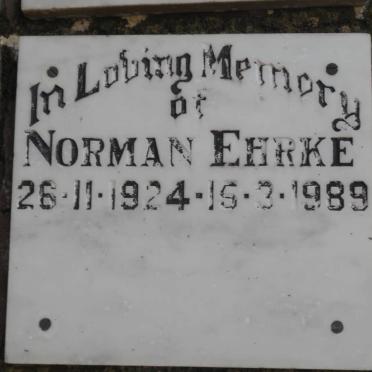 In Loving Memory
of
NORMAN EHRKE
26·11·1924·15·3·1989